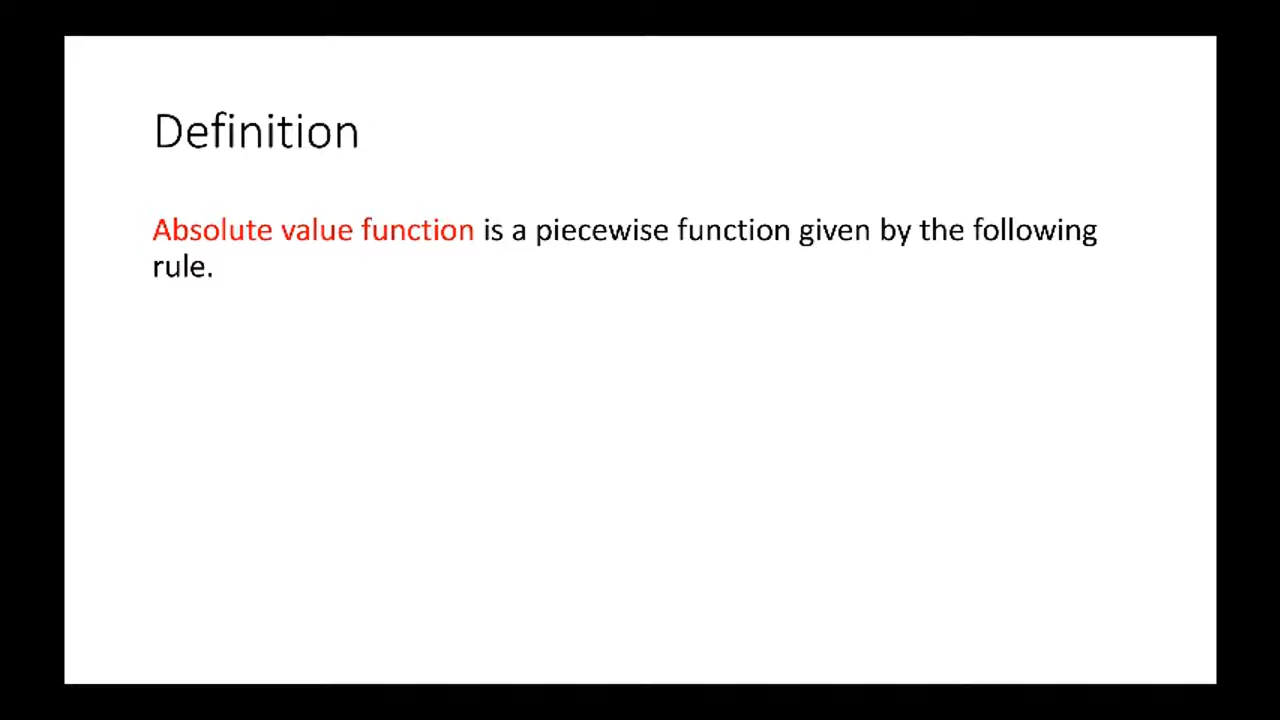 Definition
Absolute value function is a piecewise function given by the following
rule.